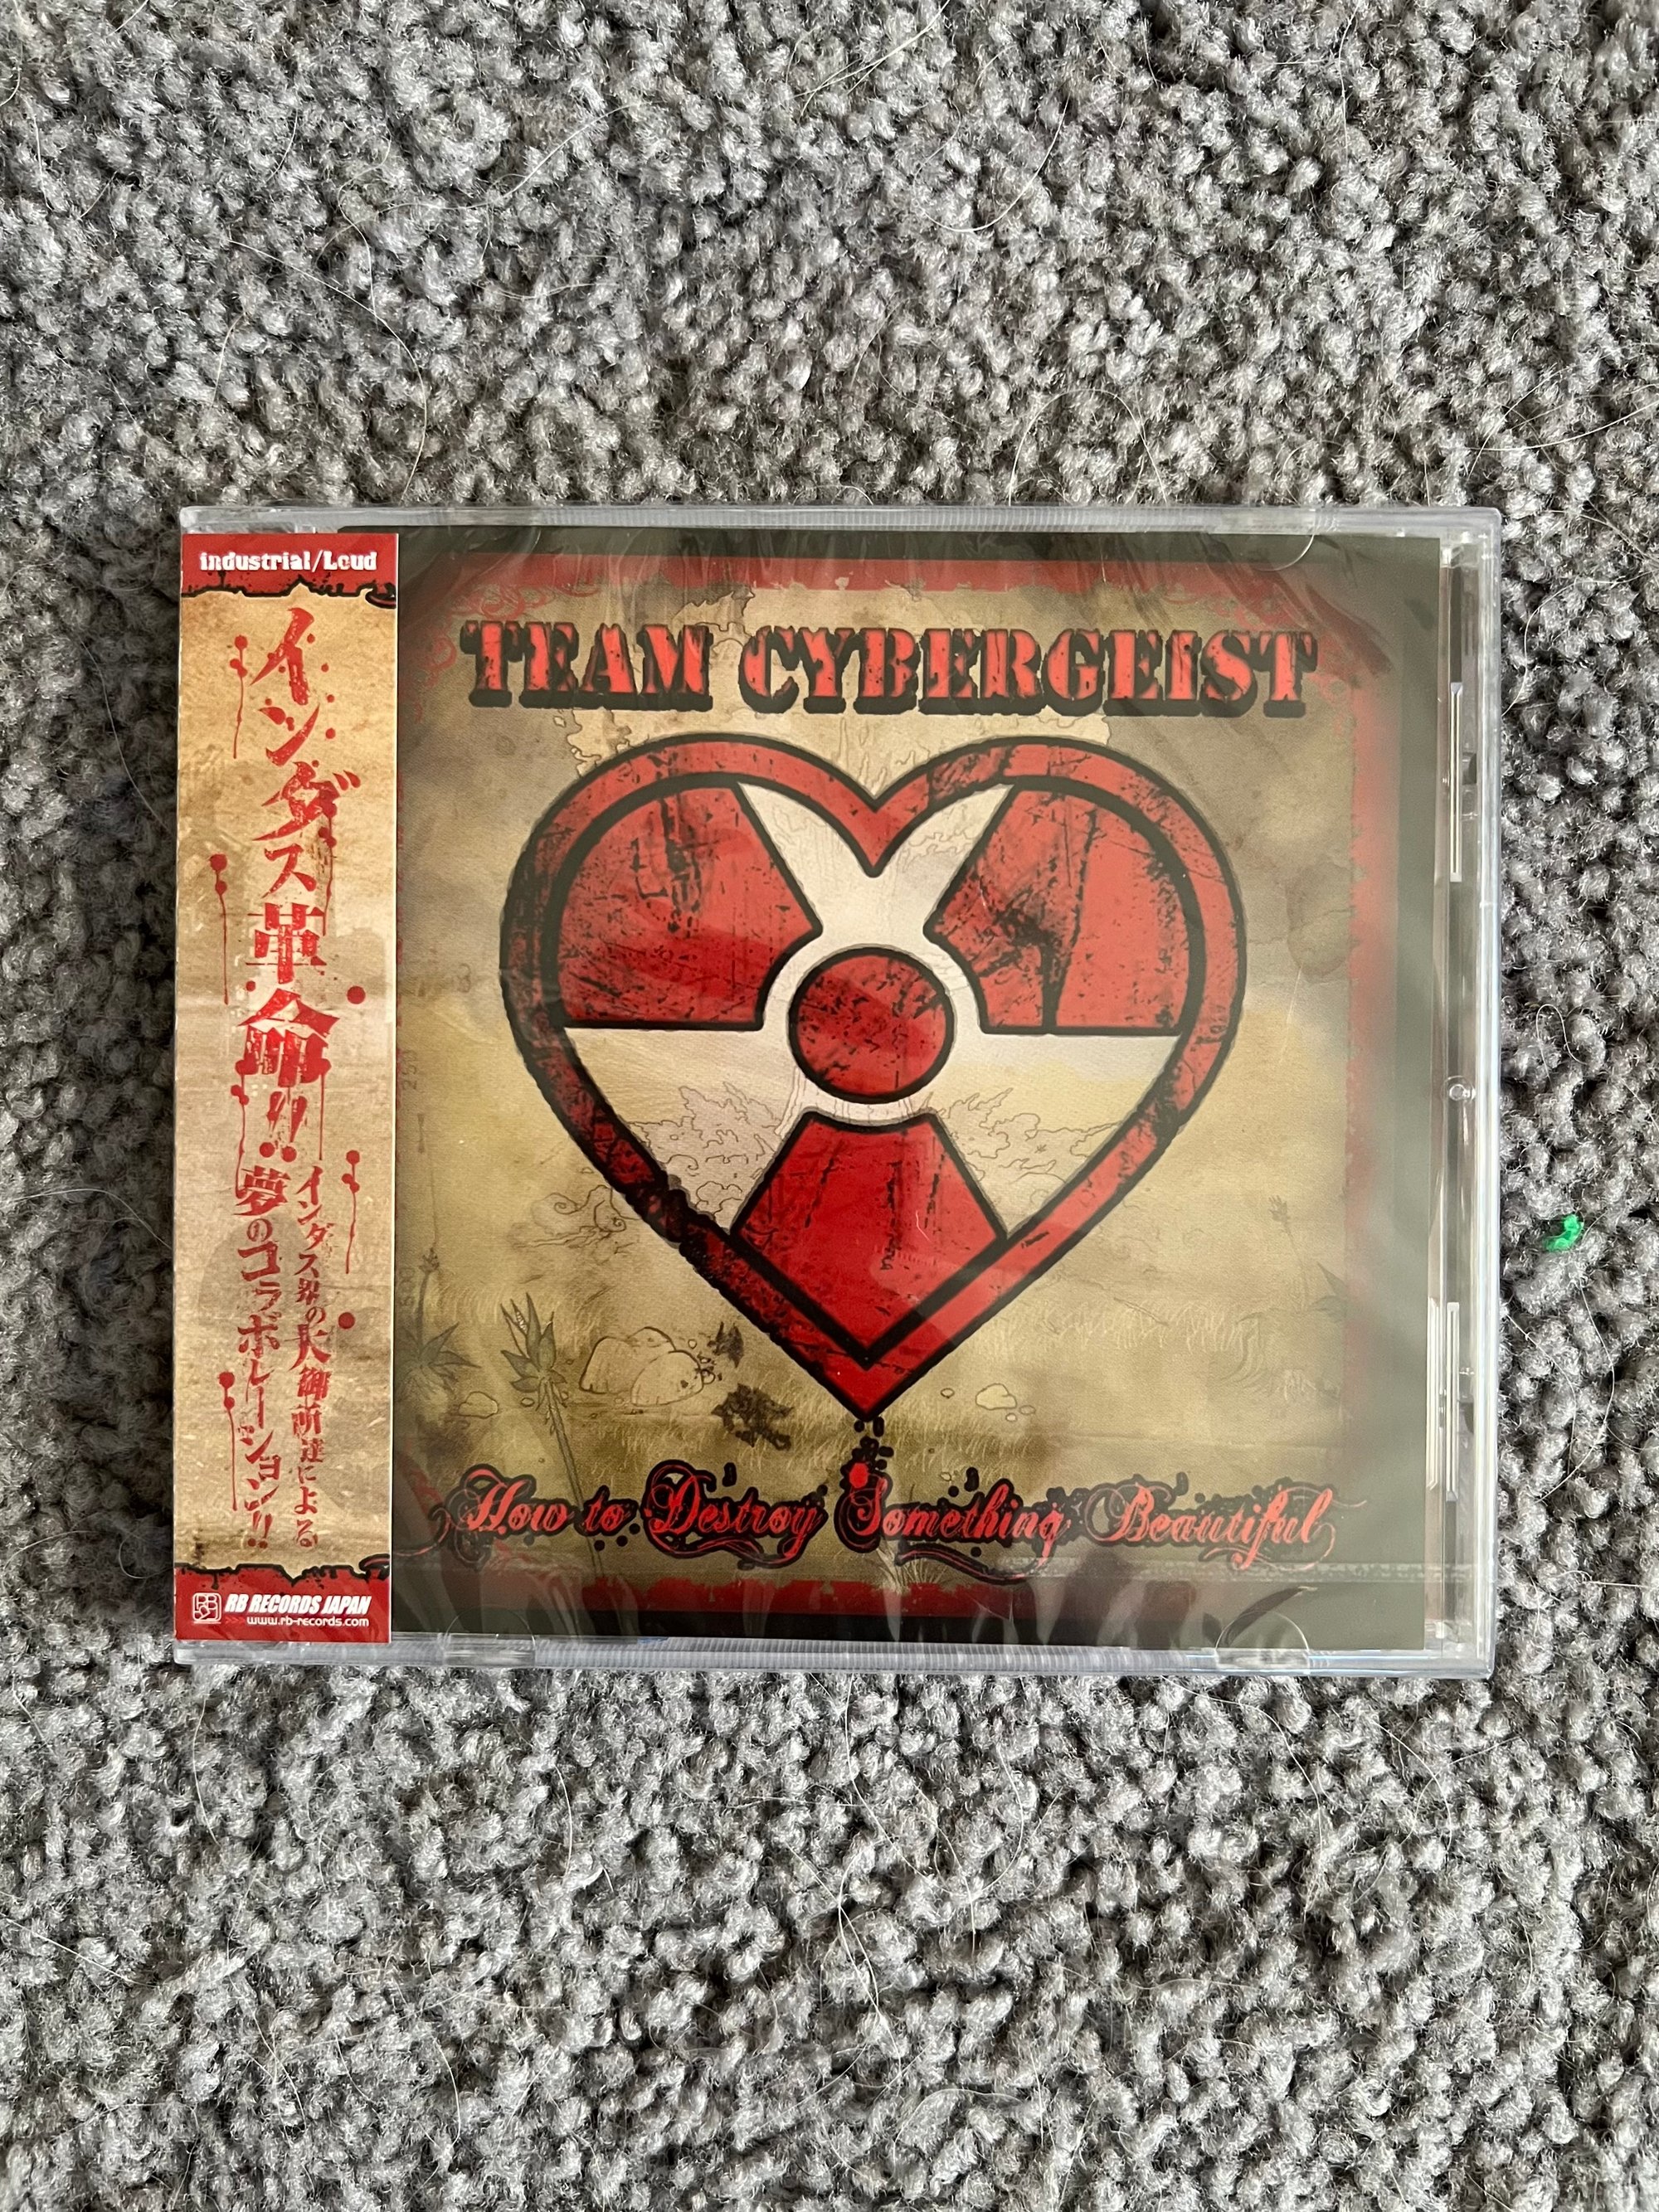 industrial/Loud
インダス革命!!
インダス界の大御所達による
夢のコラボレーション!!
RB RECORDS JAPAN
www.rb-records.com
TEAM CYBERGEIST
How to Destroy Something Beautiful